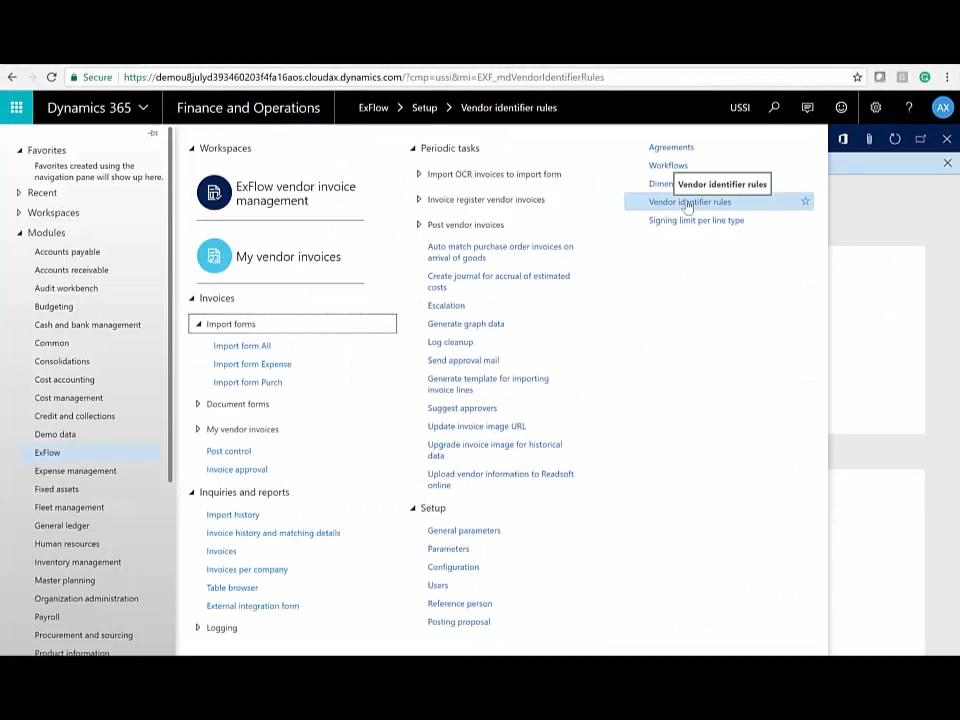 Secure
https://demou8julyd393460203f4fa16aos.cloudax.dynamics.com/?cmp=ussi&mi=EXF_mdVendorIdentifierRules
Dynamics 365
Finance and Operations
ExFlow > Setup > Vendor identifier rules
USSI
?
AX
Favorites
Favorites created using the
navigation pane will show up here.
Recent
Workspaces
Modules
Accounts payable
Accounts receivable
Audit workbench
Budgeting
Cash and bank management
Common
Consolidations
Cost accounting
Cost management
Credit and collections
Demo data
ExFlow
Expense management
Fixed assets
Fleet management
General ledger
Human resources
Inventory management
Master planning
Organization administration
Payroll
Procurement and sourcing
Product information
Workspaces
ExFlow vendor invoice
management
My vendor invoices
Invoices
Import forms
Import form All
Import form Expense
Import form Purch
Document forms
My vendor invoices
Post control
Invoice approval
Inquiries and reports
Import history
Invoice history and matching details
Invoices
Invoices per company
Table browser
External integration form
Logging
Periodic tasks
Import OCR invoices to import form
Invoice register vendor invoices
Post vendor invoices
Auto match purchase order invoices on
arrival of goods
Create journal for accrual of estimated
costs
Escalation
Generate graph data
Log cleanup
Send approval mail
Generate template for importing
invoice lines
Suggest approvers
Update invoice image URL
Upgrade invoice image for historical
data
Upload vendor information to Readsoft
online
Setup
General parameters
Parameters
Configuration
Users
Reference person
Posting proposal
Agreements
Workflows
Dimen
Vendor identifier rules
Vendor identifier rules
Signing limit per line type